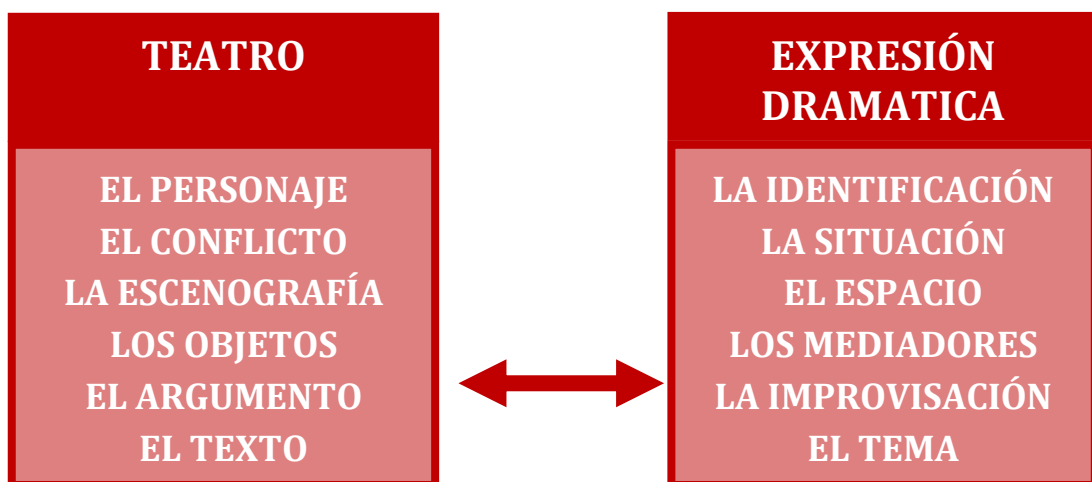 TEATRO
EL PERSONAJE
EL CONFLICTO
LA ESCENOGRAFÍA
LOS OBJETOS
EL ARGUMENTO
EL TEXTO
EXPRESIÓN
DRAMATICA
LA IDENTIFICACIÓN
LA SITUACIÓN
EL ESPACIO
LOS MEDIADORES
LA IMPROVISACIÓN
EL TEMA